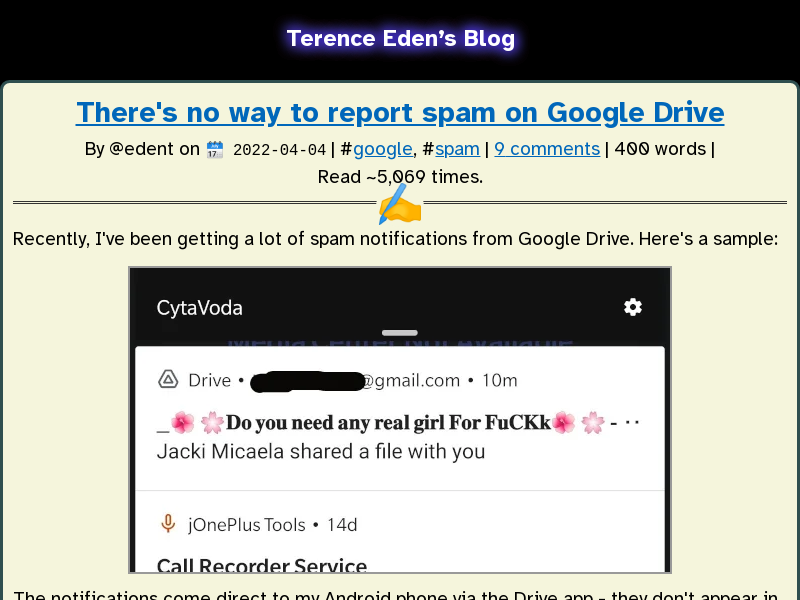 Terence Eden’s Blog
There's no way to report spam on Google Drive
By @edent on 2022-04-04 | #google, #spam | 9 comments | 400 words |
Read ~5,069 times.
Recently, I've been getting a lot of spam notifications from Google Drive. Here's a sample:
CytaVoda
Media Center Not Available
Drive • @gmail.com • 10m
_🌺 🌸Do you need any real girl For FuCKk🌺 🌸 - ··
Jacki Micaela shared a file with you
jOnePlus Tools • 14d
Call Recorder Service
The notifications come direct to my Android phone via the Drive app - they don't appear in